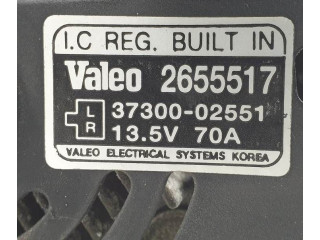 I.C REG. BUILT IN
Valeo 2655517
L 37300-02551
R 13.5V 70A
VALEO ELECTRICAL SYSTEMS KOREA